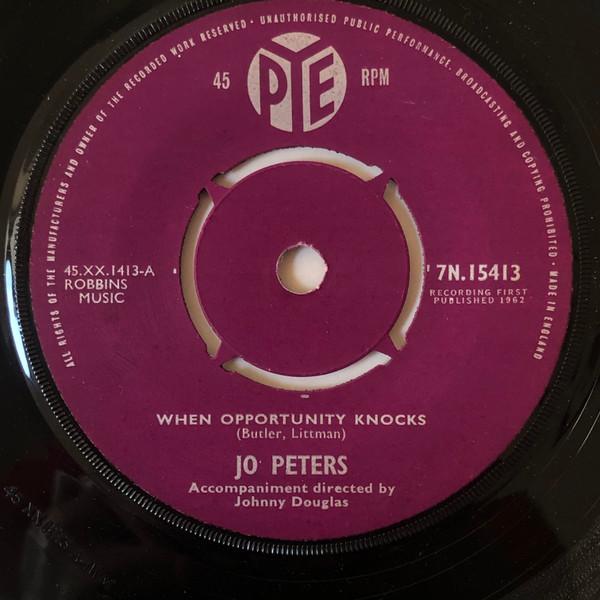 ALL RIGHTS OF THE MANUFACTURERS AND OWNER OF THE RECORDED WORK RESERVED · UNAUTHORISED PUBLIC PERFORMANCE, BROADCASTING AND COPYING PROHIBITED · MADE IN ENGLAND
45 PYE RPM
45.XX.1413-A
ROBBINS
MUSIC
7N.15413
RECORDING FIRST
PUBLISHED 1962
WHEN OPPORTUNITY KNOCKS
(Butler, Littman)
JO PETERS
Accompaniment directed by
Johnny Douglas